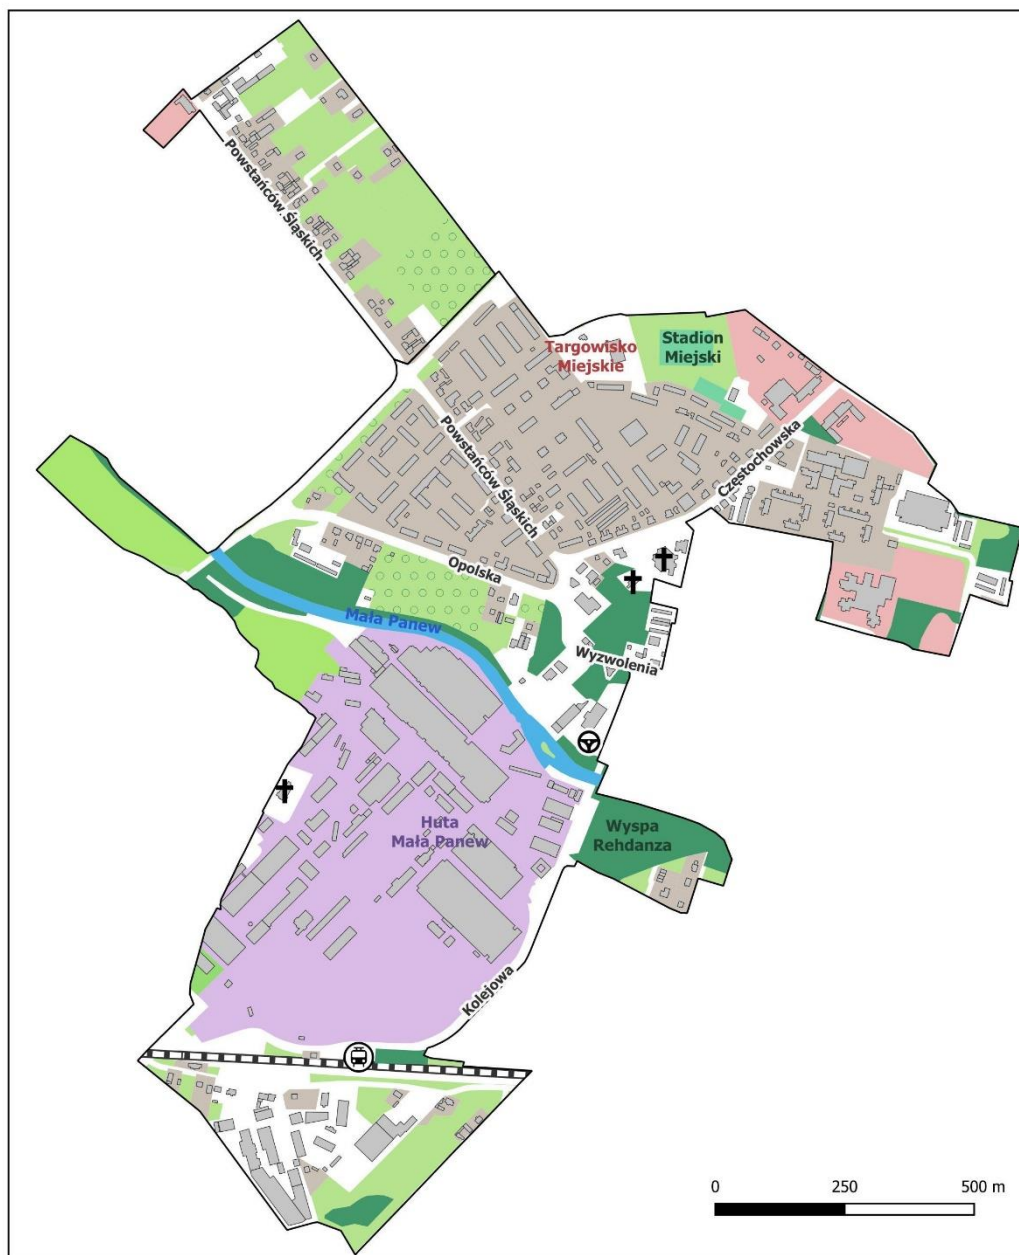 Powstańców Śląskich
Targowisko
Miejskie
Stadion
Miejski
Powstańców Śląskich
Częstochowska
Opolska
Mała Panew
Wyzwolenia
Huta
Mała Panew
Wyspa
Rehdanza
Kolejowa
0 250 500 m